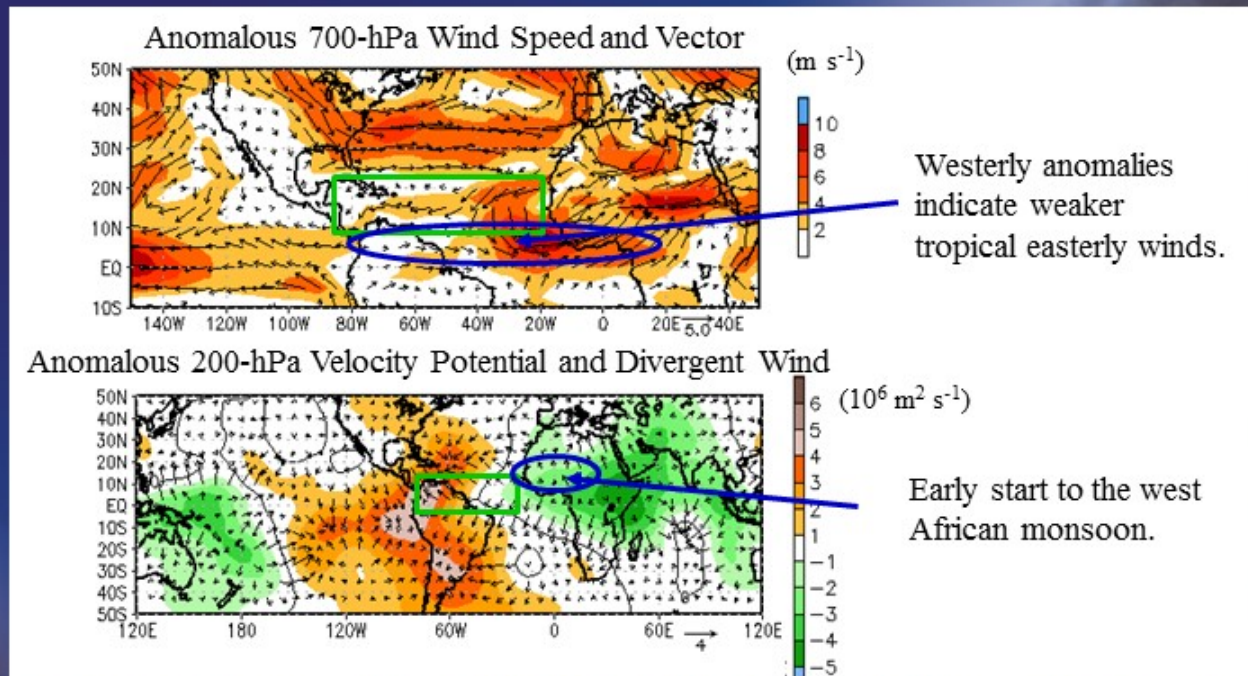 Anomalous 700-hPa Wind Speed and Vector
(m s-1)
50N
40N
30N
20N
10N
EQ
10S
140W 120W 100W 80W 60W 40W 20W 0 20E 5.0 40E
10
8
6
4
2
Westerly anomalies
indicate weaker
tropical easterly winds.
Anomalous 200-hPa Velocity Potential and Divergent Wind
(10⁶ m² s-1)
50N
40N
30N
20N
10N
EQ
10S
20S
30S
40S
50S
120E 180 120W 60W 0 60E 4 120E
6
5
4
3
2
1
-1
-2
-3
-4
-5
Early start to the west
African monsoon.